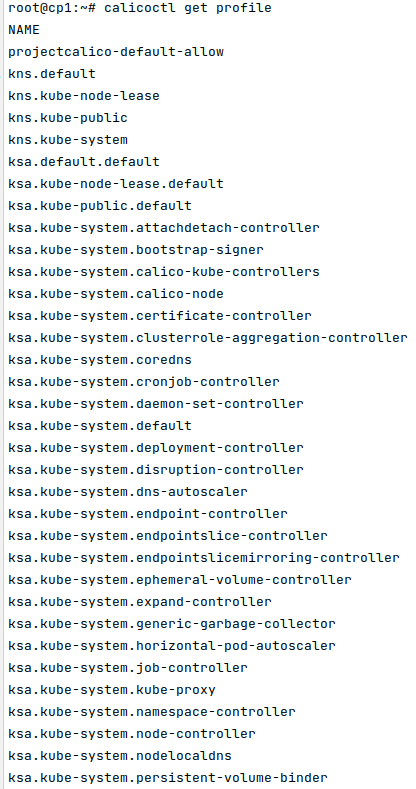 root@cp1:~# calicoctl get profile
NAME
projectcalico-default-allow
kns.default
kns.kube-node-lease
kns.kube-public
kns.kube-system
ksa.default.default
ksa.kube-node-lease.default
ksa.kube-public.default
ksa.kube-system.attachdetach-controller
ksa.kube-system.bootstrap-signer
ksa.kube-system.calico-kube-controllers
ksa.kube-system.calico-node
ksa.kube-system.certificate-controller
ksa.kube-system.clusterrole-aggregation-controller
ksa.kube-system.coredns
ksa.kube-system.cronjob-controller
ksa.kube-system.daemon-set-controller
ksa.kube-system.default
ksa.kube-system.deployment-controller
ksa.kube-system.disruption-controller
ksa.kube-system.dns-autoscaler
ksa.kube-system.endpoint-controller
ksa.kube-system.endpointslice-controller
ksa.kube-system.endpointslicemirroring-controller
ksa.kube-system.ephemeral-volume-controller
ksa.kube-system.expand-controller
ksa.kube-system.generic-garbage-collector
ksa.kube-system.horizontal-pod-autoscaler
ksa.kube-system.job-controller
ksa.kube-system.kube-proxy
ksa.kube-system.namespace-controller
ksa.kube-system.node-controller
ksa.kube-system.nodelocaldns
ksa.kube-system.persistent-volume-binder